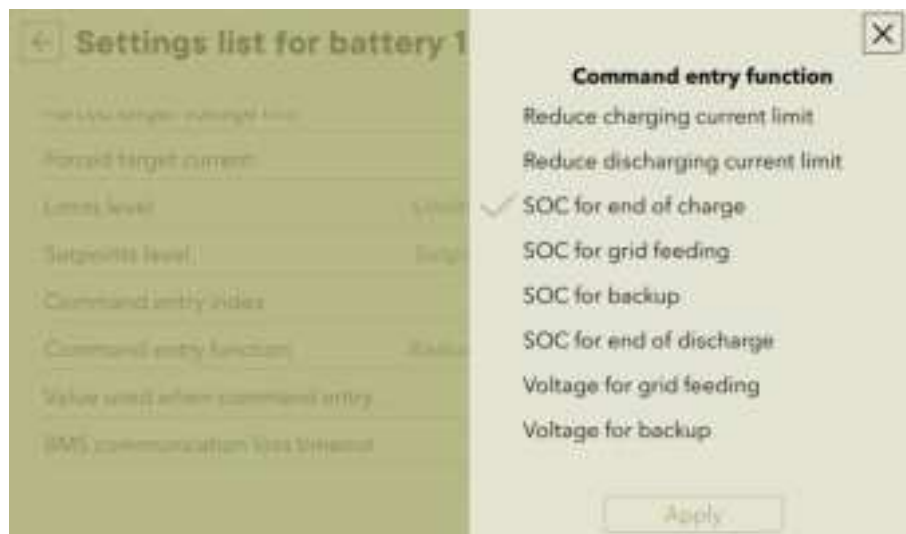 Settings list for battery 1
Forced target current
Limits level
Setpoints level
Command entry index
Command entry function
Value used when command entry
BMS communication loss timeout
Command entry function
Reduce charging current limit
Reduce discharging current limit
SOC for end of charge
SOC for grid feeding
SOC for backup
SOC for end of discharge
Voltage for grid feeding
Voltage for backup
Apply